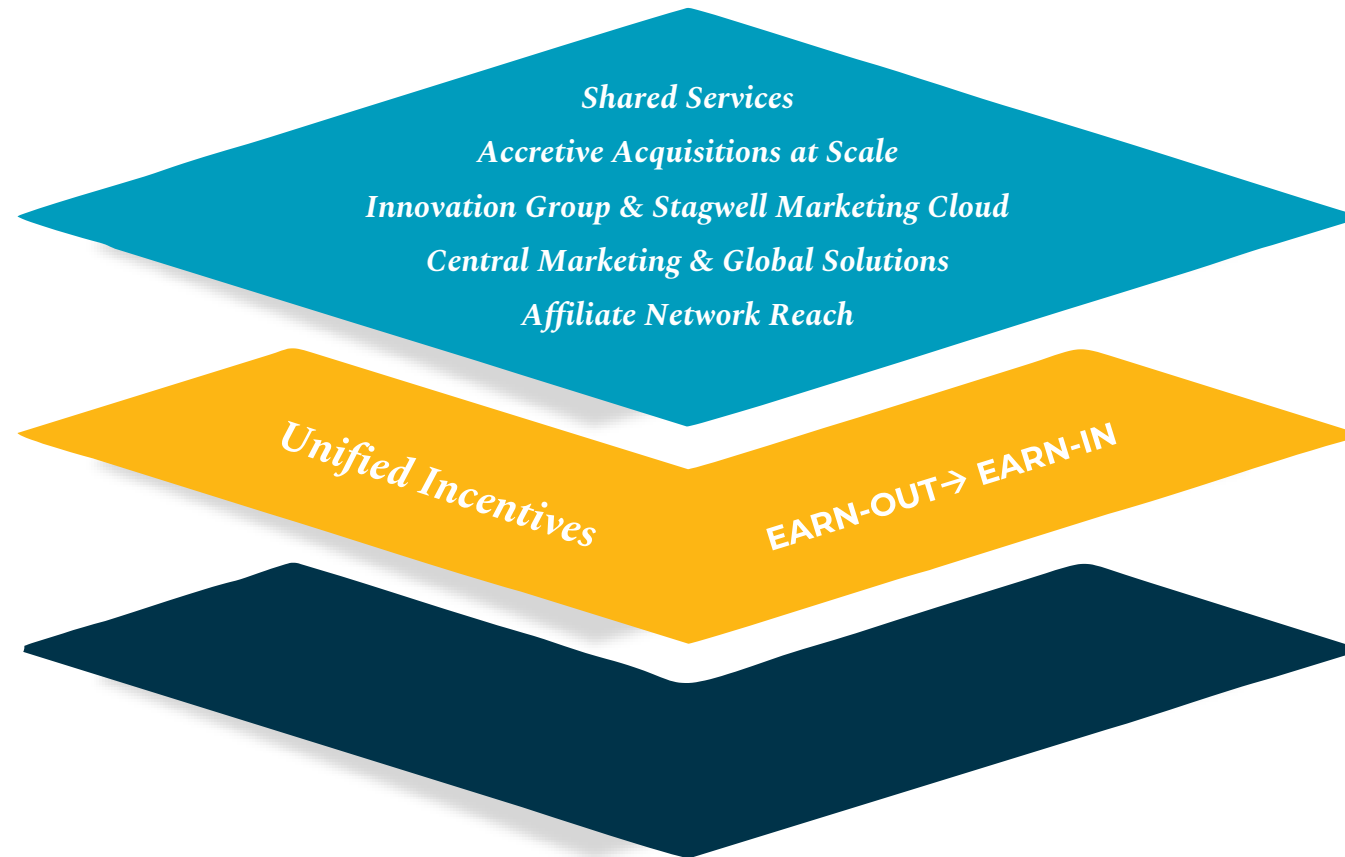 Shared Services
Accretive Acquisitions at Scale
Innovation Group & Stagwell Marketing Cloud
Central Marketing & Global Solutions
Affiliate Network Reach
Unified Incentives
EARN-OUT→ EARN-IN